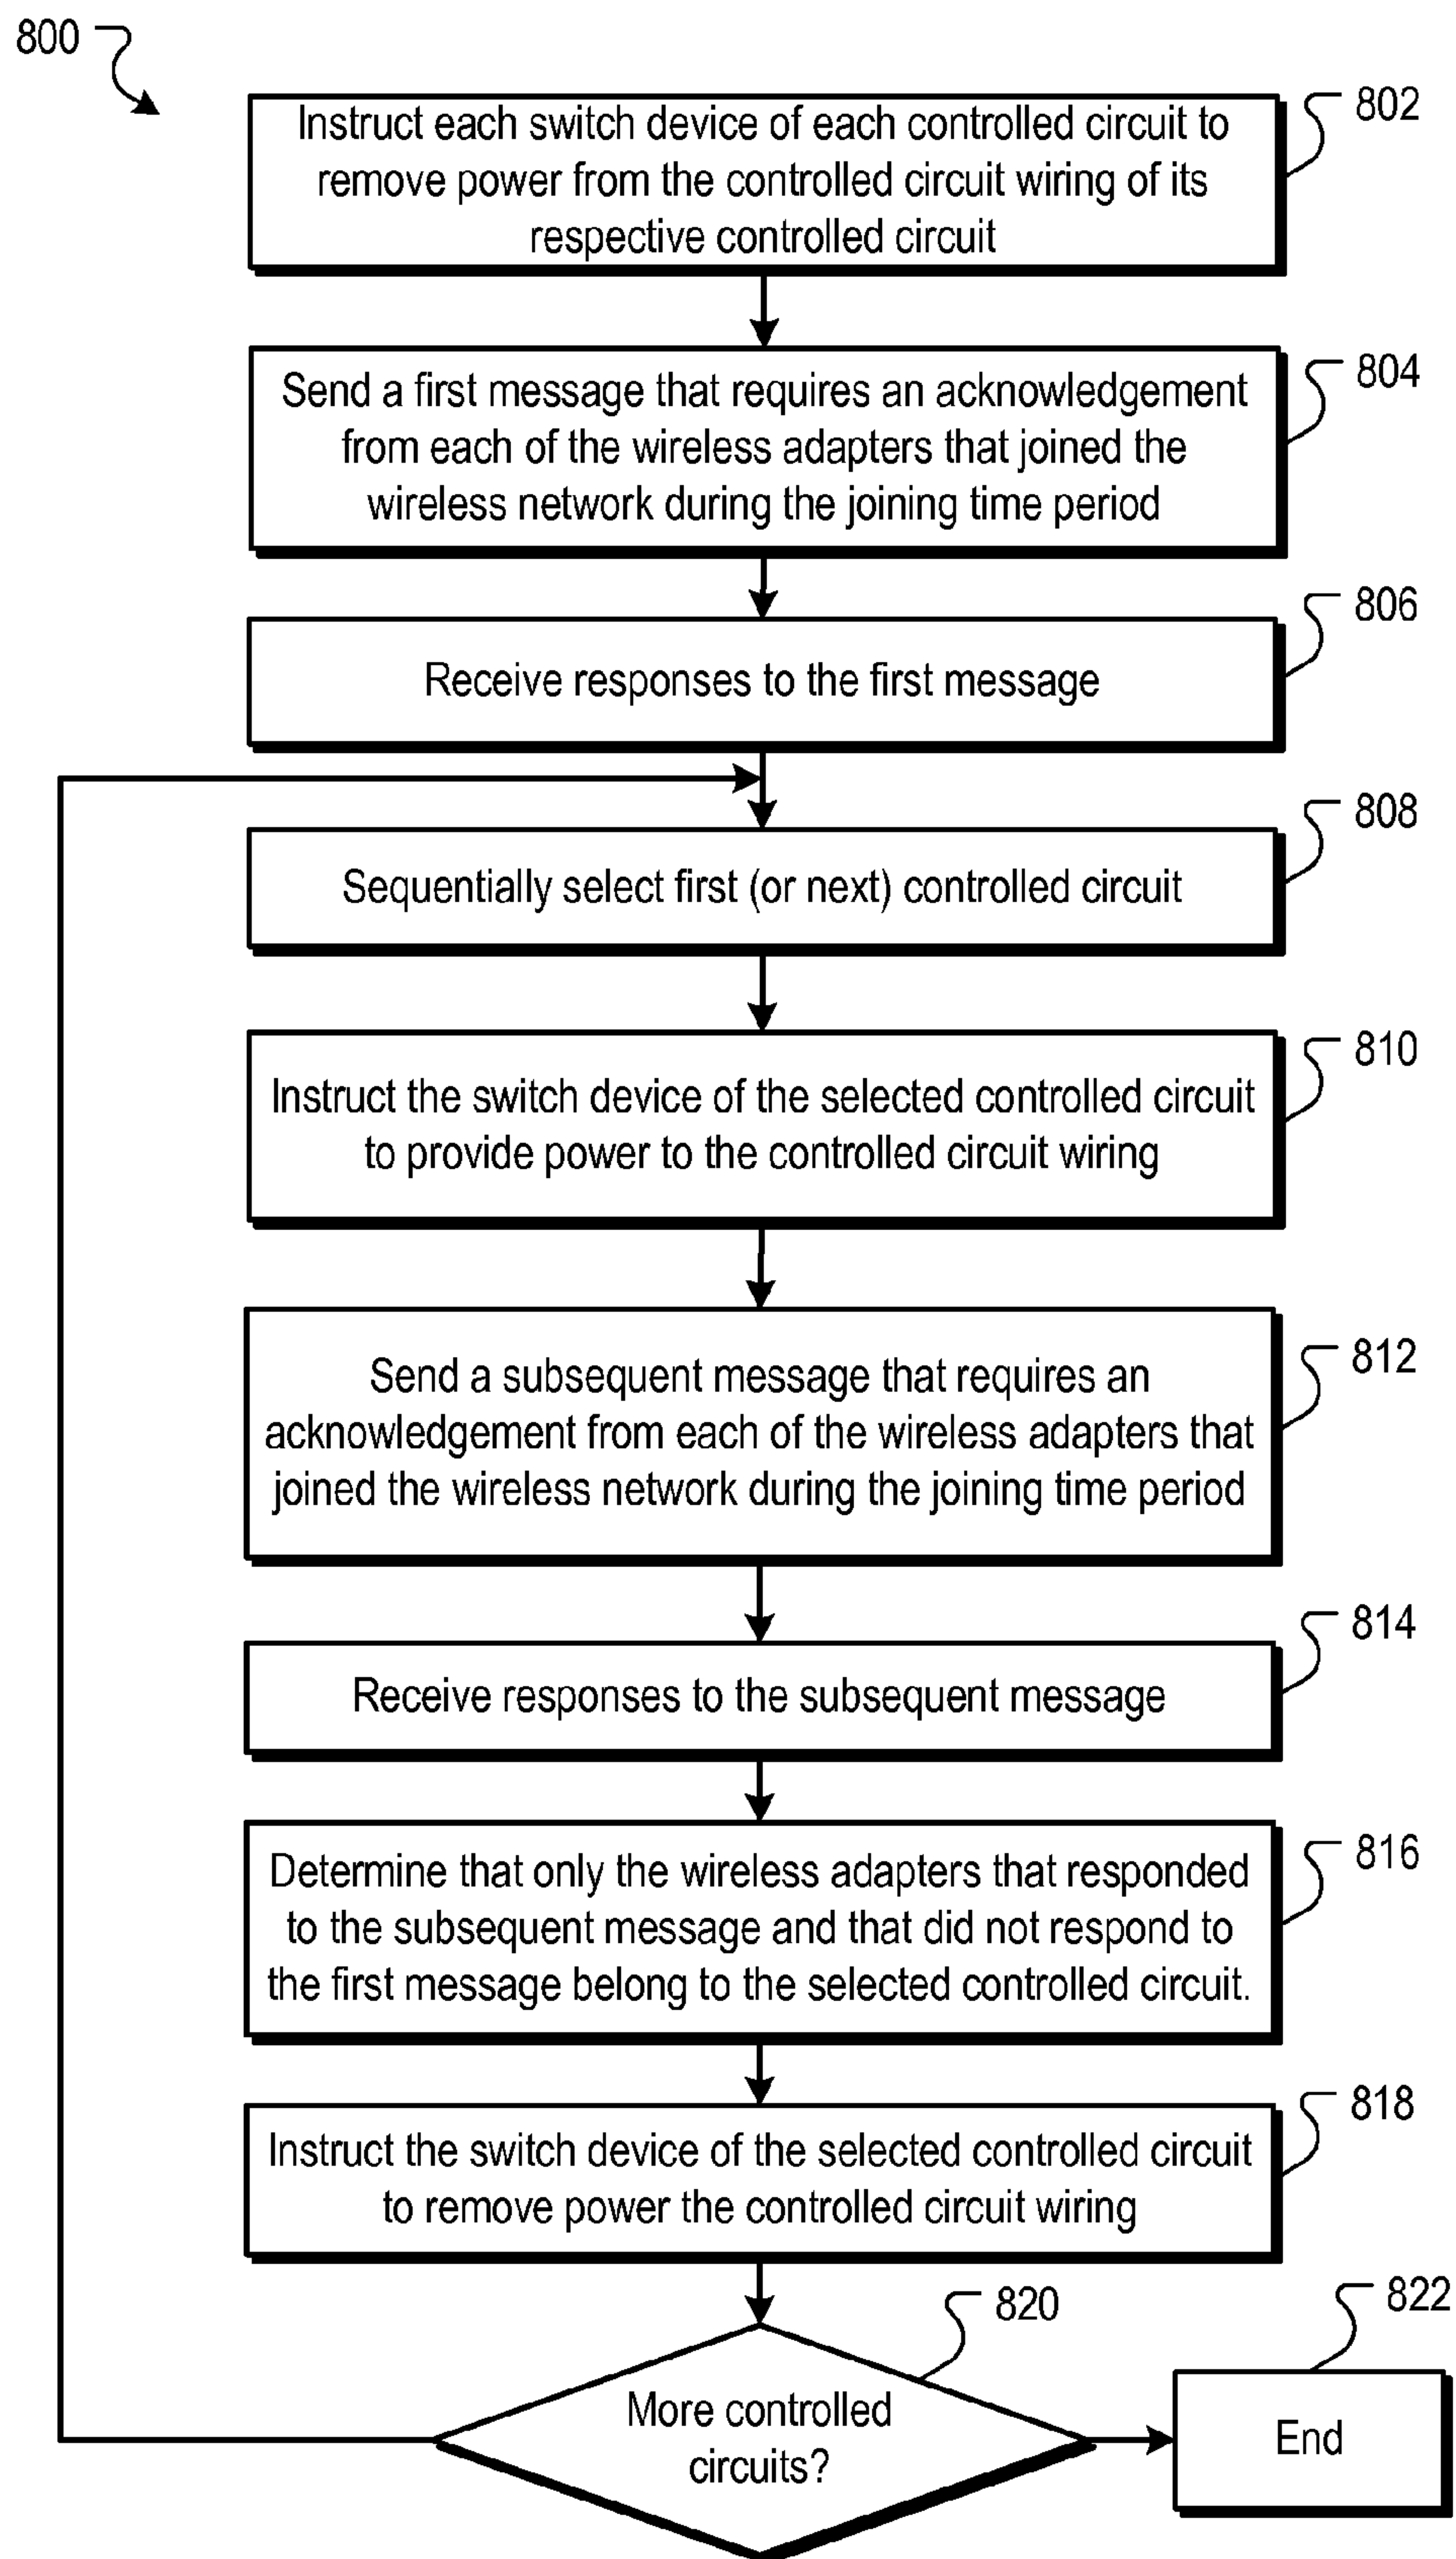 800
802
Instruct each switch device of each controlled circuit to
remove power from the controlled circuit wiring of its
respective controlled circuit
804
Send a first message that requires an acknowledgement
from each of the wireless adapters that joined the
wireless network during the joining time period
806
Receive responses to the first message
808
Sequentially select first (or next) controlled circuit
810
Instruct the switch device of the selected controlled circuit
to provide power to the controlled circuit wiring
812
Send a subsequent message that requires an
acknowledgement from each of the wireless adapters that
joined the wireless network during the joining time period
814
Receive responses to the subsequent message
816
Determine that only the wireless adapters that responded
to the subsequent message and that did not respond to
the first message belong to the selected controlled circuit.
818
Instruct the switch device of the selected controlled circuit
to remove power the controlled circuit wiring
820
822
More controlled
circuits?
End